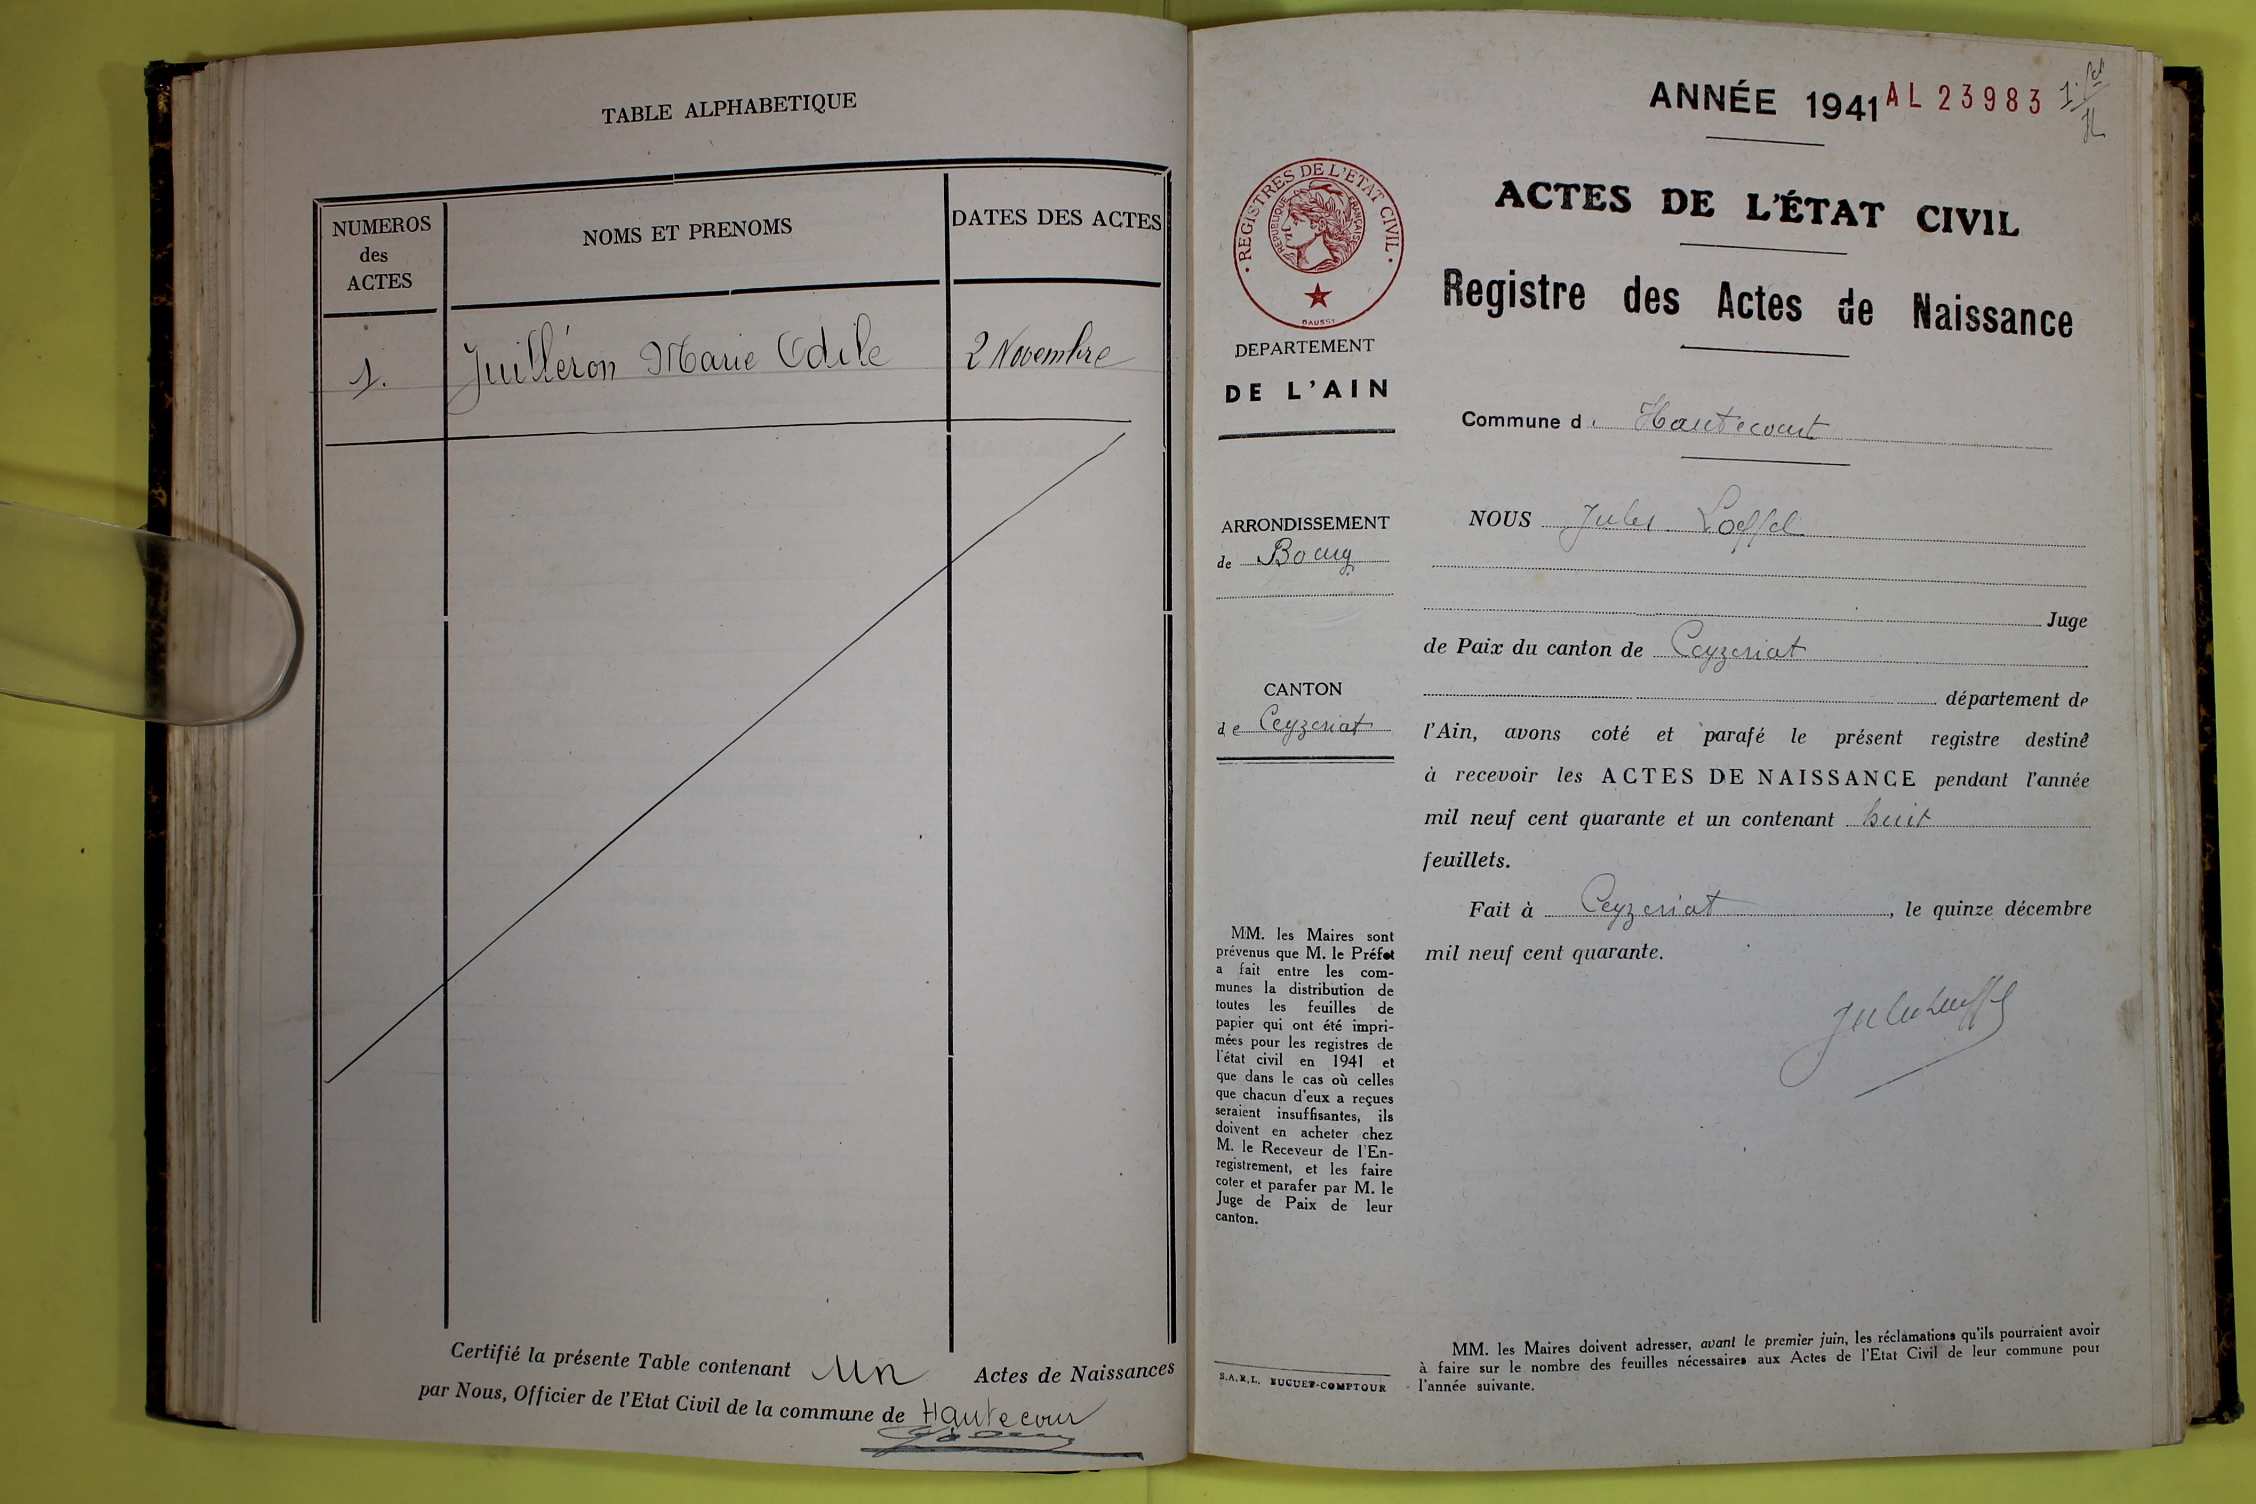 TABLE ALPHABETIQUE
NUMEROS
des
ACTES
NOMS ET PRENOMS
DATES DES ACTES
1.
Juilléron Marie Odile
2 Novembre
Certifié la présente Table contenant Un Actes de Naissances
par Nous, Officier de l'Etat Civil de la commune de Hautecour
ANNÉE 1941
AL 23983
ACTES DE L'ÉTAT CIVIL
Registre des Actes de Naissance
· REGISTRES DE L'ETAT CIVIL ·
REPUBLIQUE FRANÇAISE
DEPARTEMENT
DE L'AIN
ARRONDISSEMENT
de Bourg
CANTON
de Ceyzeriat
MM. les Maires sont
prévenus que M. le Préfet
a fait entre les com-
munes la distribution de
toutes les feuilles de
papier qui ont été impri-
mées pour les registres de
l'état civil en 1941 et
que dans le cas où celles
que chacun d'eux a reçues
seraient insuffisantes, ils
doivent en acheter chez
M. le Receveur de l'En-
registrement, et les faire
coter et parafer par M. le
Juge de Paix de leur
canton.
S.A.R.L. HUGUET-COMPTOUR
Commune d Hautecourt
NOUS Jules Loeffel
Juge
de Paix du canton de Ceyzeriat
département de
l'Ain, avons coté et parafé le présent registre destiné
à recevoir les ACTES DE NAISSANCE pendant l'année
mil neuf cent quarante et un contenant huit
feuillets.
Fait à Ceyzeriat, le quinze décembre
mil neuf cent quarante.
MM. les Maires doivent adresser, avant le premier juin, les réclamations qu'ils pourraient avoir
à faire sur le nombre des feuilles nécessaires aux Actes de l'Etat Civil de leur commune pour
l'année suivante.